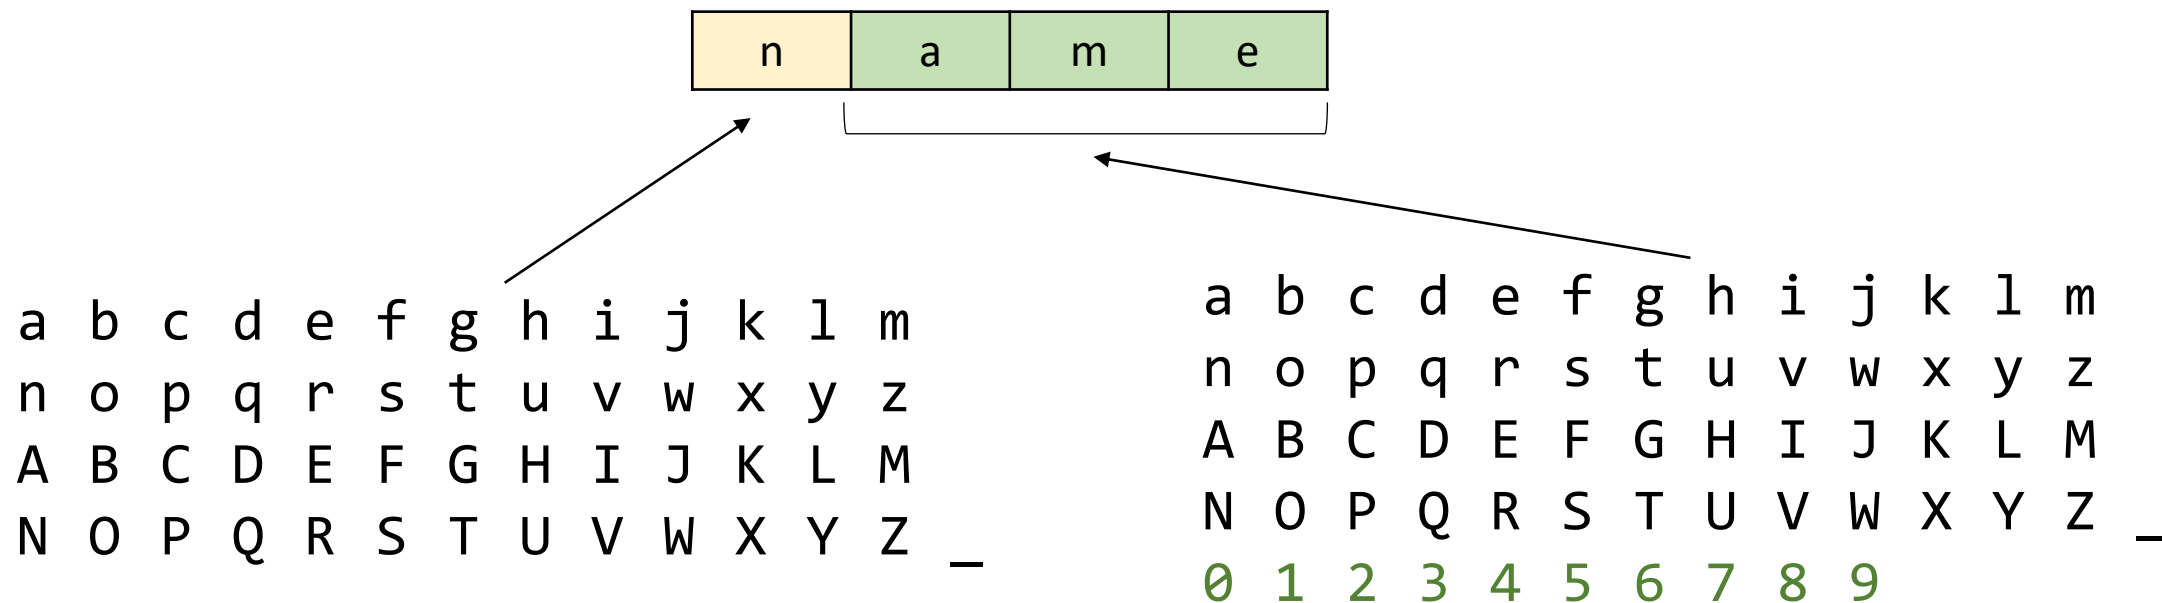 n a m e
a b c d e f g h i j k l m
n o p q r s t u v w x y z
A B C D E F G H I J K L M
N O P Q R S T U V W X Y Z _
a b c d e f g h i j k l m
n o p q r s t u v w x y z
A B C D E F G H I J K L M
N O P Q R S T U V W X Y Z _
0 1 2 3 4 5 6 7 8 9